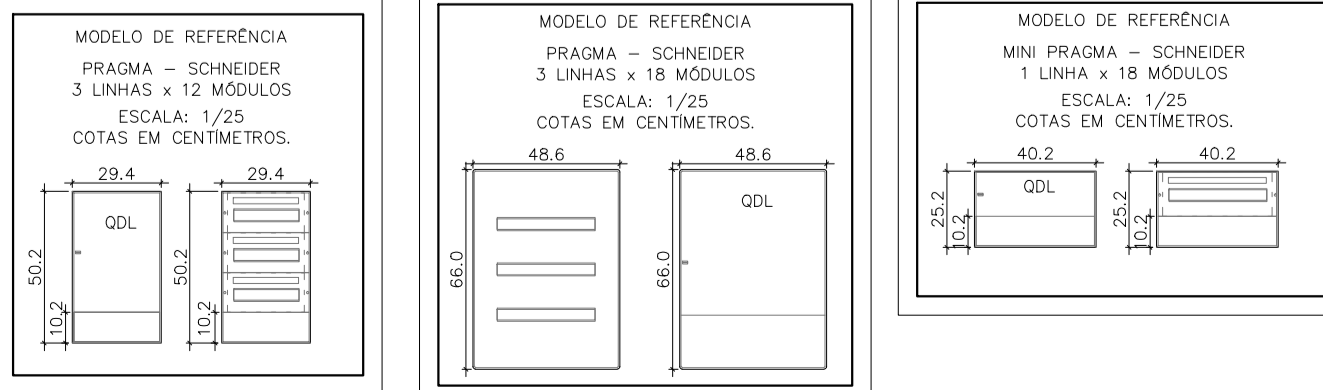 MODELO DE REFERÊNCIA
PRAGMA – SCHNEIDER
3 LINHAS x 12 MÓDULOS
ESCALA: 1/25
COTAS EM CENTÍMETROS.
29.4
29.4
QDL
50.2
10.2
50.2
10.2
MODELO DE REFERÊNCIA
PRAGMA – SCHNEIDER
3 LINHAS x 18 MÓDULOS
ESCALA: 1/25
COTAS EM CENTÍMETROS.
48.6
48.6
QDL
66.0
66.0
MODELO DE REFERÊNCIA
MINI PRAGMA – SCHNEIDER
1 LINHA x 18 MÓDULOS
ESCALA: 1/25
COTAS EM CENTÍMETROS.
40.2
40.2
QDL
25.2
10.2
25.2
10.2